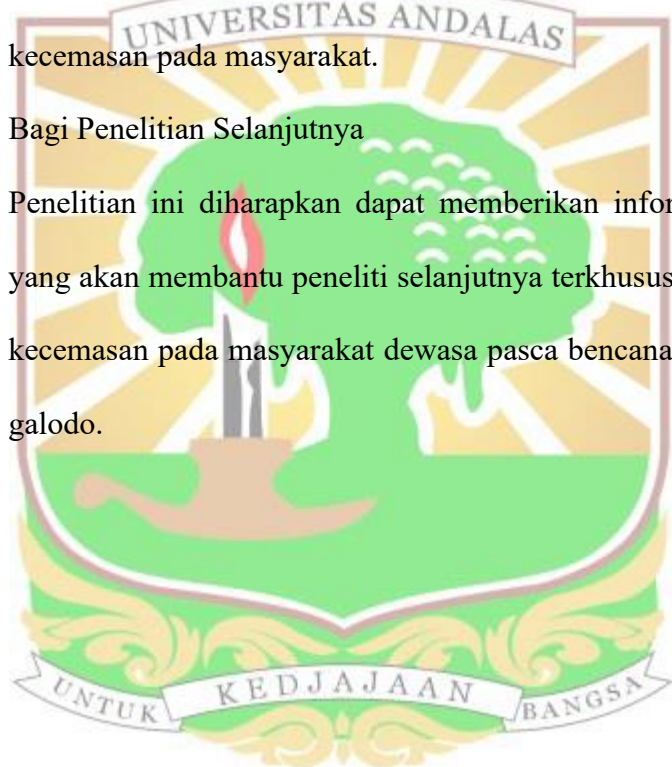 UNIVERSITAS ANDALAS
kecemasan pada masyarakat.
Bagi Penelitian Selanjutnya
Penelitian ini diharapkan dapat memberikan
yang akan membantu peneliti selanjutnya terkhusus
kecemasan pada masyarakat dewasa pasca bencana
galodo.
UNTUK KEDJAJAAN BANGSA